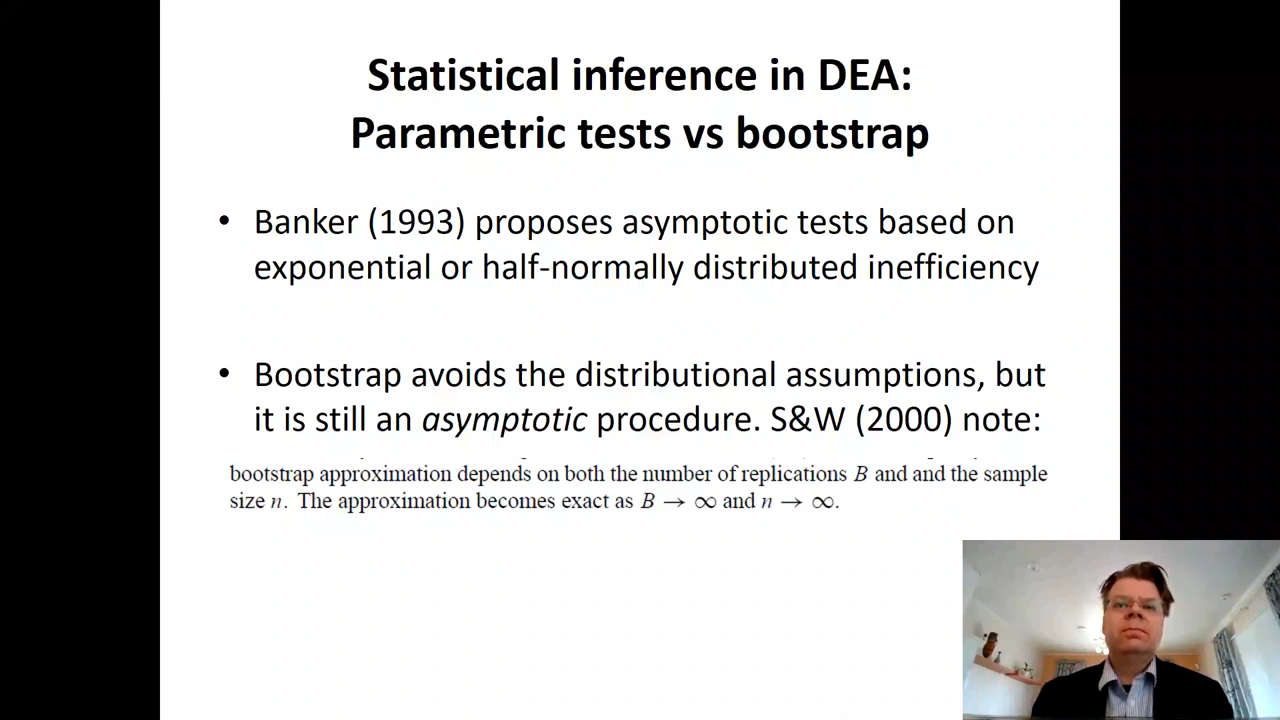 Statistical inference in DEA:
Parametric tests vs bootstrap
• Banker (1993) proposes asymptotic tests based on
exponential or half-normally distributed inefficiency
• Bootstrap avoids the distributional assumptions, but
it is still an asymptotic procedure. S&W (2000) note:
bootstrap approximation depends on both the number of replications B and and the sample
size n. The approximation becomes exact as B → ∞ and n → ∞.